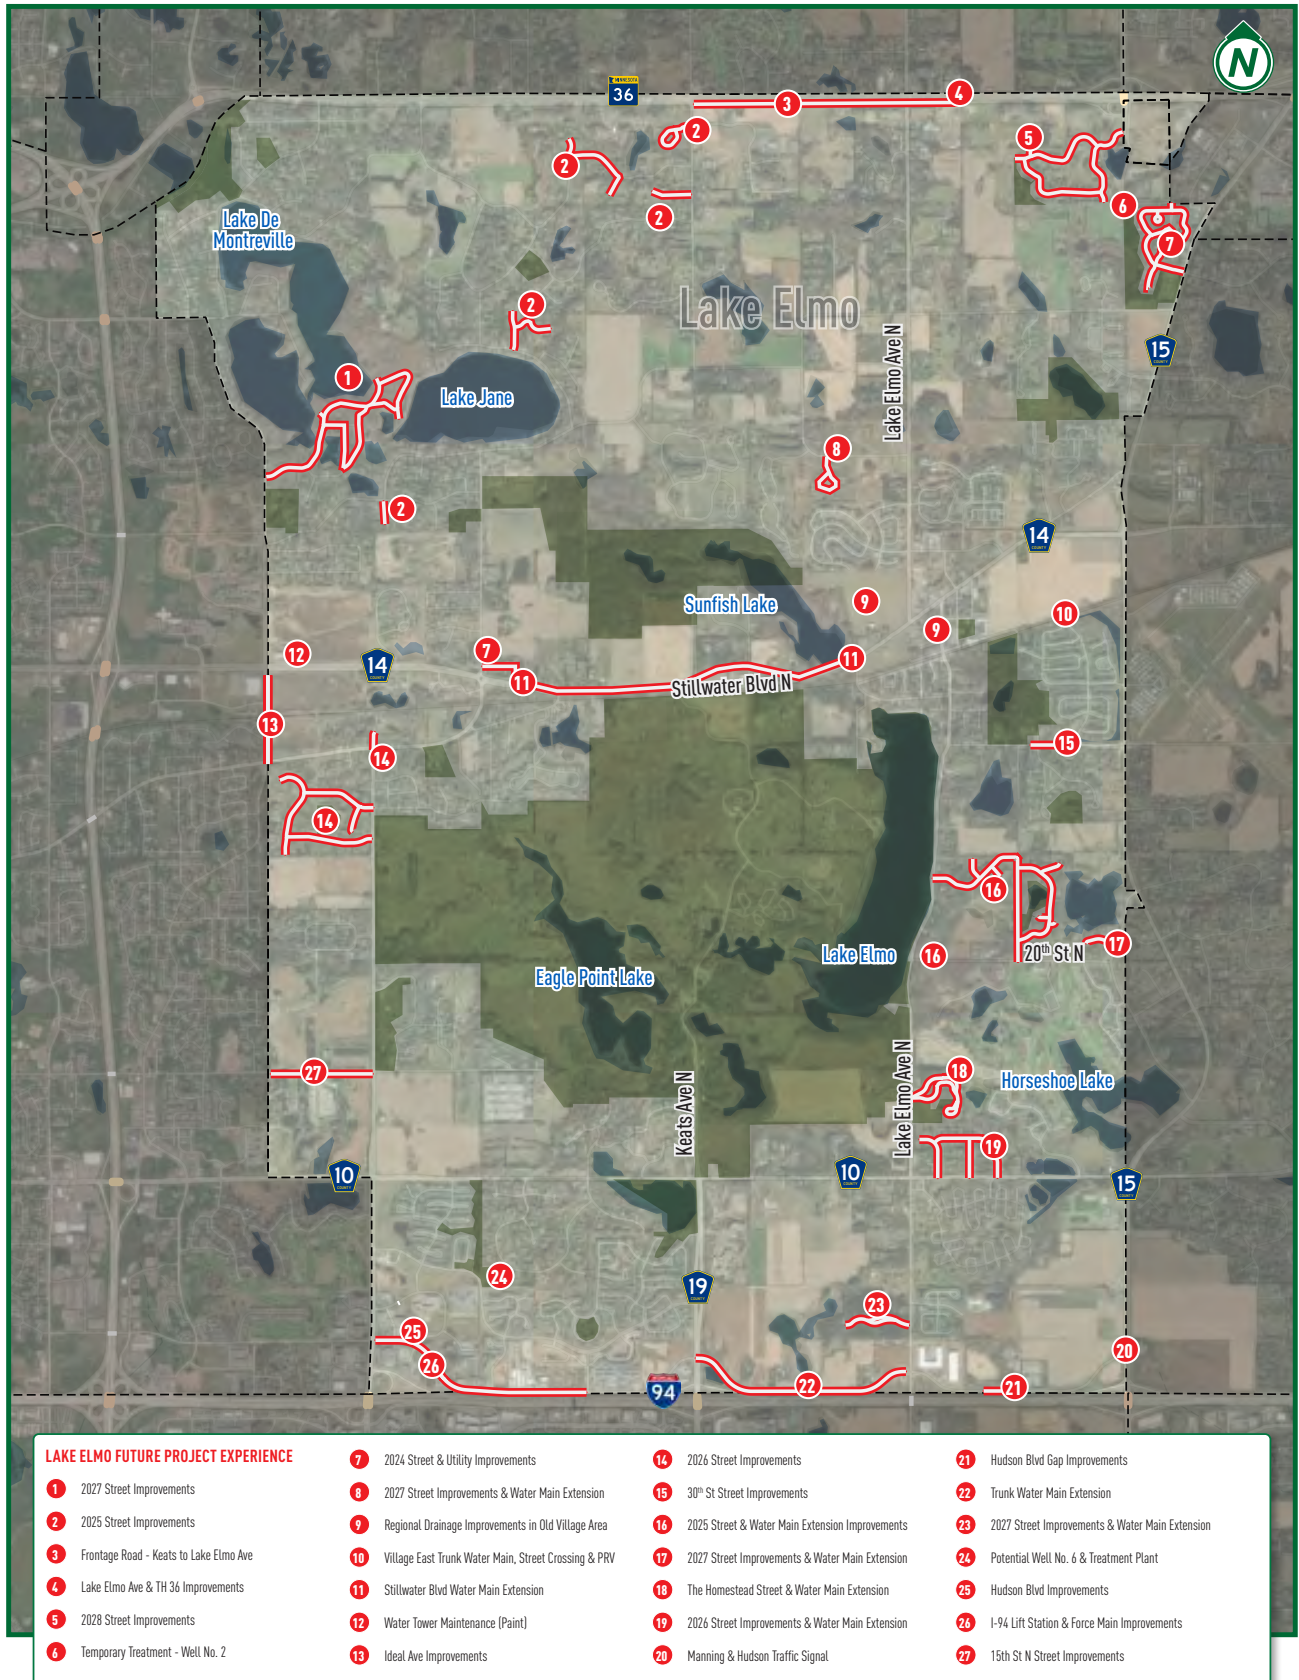 N
MINNESOTA
36
3
4
2
5
2
2
6
7
Lake De
Montreville
2
Lake Elmo
Lake Elmo Ave N
15
1
Lake Jane
8
2
14
COUNTY
Sunfish Lake
9
9
10
12
14
COUNTY
7
11
11
Stillwater Blvd N
13
14
15
14
16
Lake Elmo
16
20th St N
17
Eagle Point Lake
27
Keats Ave N
Lake Elmo Ave N
18
Horseshoe Lake
19
10
COUNTY
10
COUNTY
15
COUNTY
24
19
COUNTY
23
25
26
20
94
22
21
LAKE ELMO FUTURE PROJECT EXPERIENCE
1 2027 Street Improvements
2 2025 Street Improvements
3 Frontage Road - Keats to Lake Elmo Ave
4 Lake Elmo Ave & TH 36 Improvements
5 2028 Street Improvements
6 Temporary Treatment - Well No. 2
7 2024 Street & Utility Improvements
8 2027 Street Improvements & Water Main Extension
9 Regional Drainage Improvements in Old Village Area
10 Village East Trunk Water Main, Street Crossing & PRV
11 Stillwater Blvd Water Main Extension
12 Water Tower Maintenance (Paint)
13 Ideal Ave Improvements
14 2026 Street Improvements
15 30th St Street Improvements
16 2025 Street & Water Main Extension Improvements
17 2027 Street Improvements & Water Main Extension
18 The Homestead Street & Water Main Extension
19 2026 Street Improvements & Water Main Extension
20 Manning & Hudson Traffic Signal
21 Hudson Blvd Gap Improvements
22 Trunk Water Main Extension
23 2027 Street Improvements & Water Main Extension
24 Potential Well No. 6 & Treatment Plant
25 Hudson Blvd Improvements
26 I-94 Lift Station & Force Main Improvements
27 15th St N Street Improvements